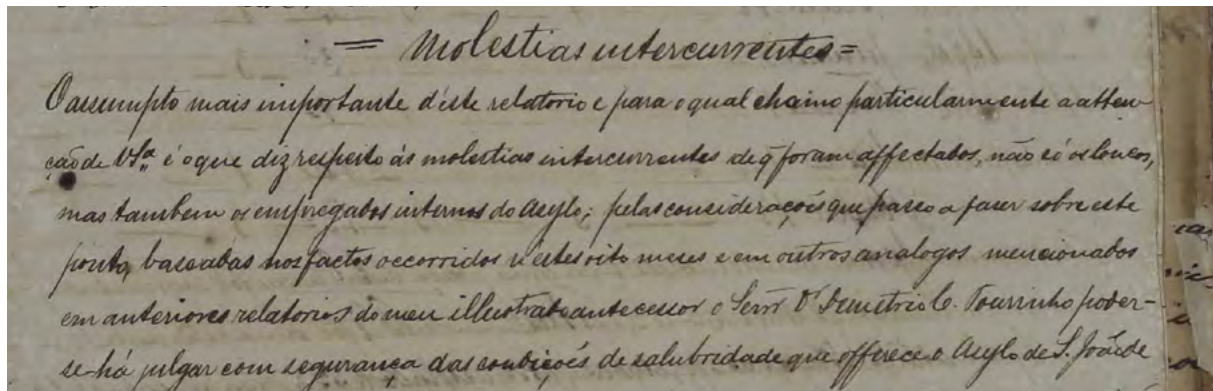 = Molestias intercurrentes =
O assumpto mais importante d'este relatorio e para o qual chamo particularmente a atten-
ção de V.Sª é o que diz respeito ás molestias intercurrentes de q̃ foram affectados, não só os loucos,
mas tambem os empregados internos do Asylo; pelas considerações que passo a faser sobre este
ponto, baseadas nos factos occorridos n'estes oito meses e em outros analogos mencionados
em anteriores relatorios do meu illustrado antecessor o Senr Dr Demetrio C. Tourinho poder-
se-há julgar com segurança das condições de salubridade que offerece o Asylo de S. João de